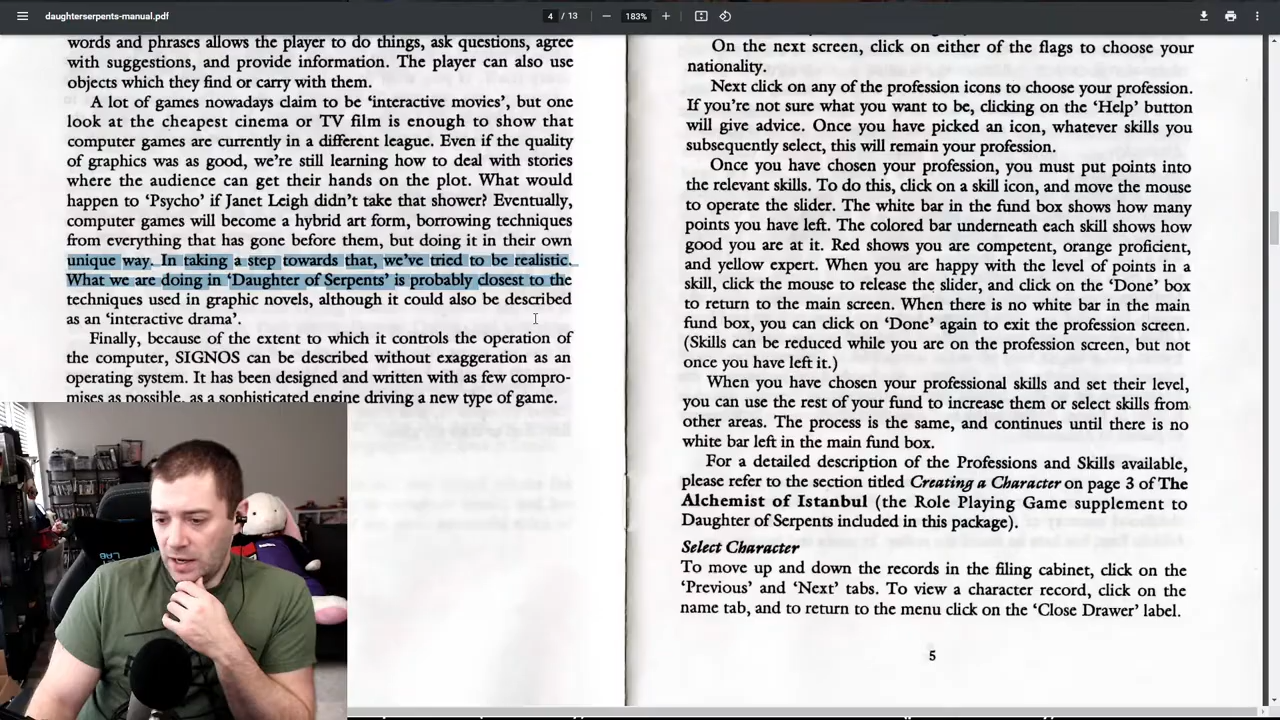 daughterserpents-manual.pdf
4 / 13
183%
words and phrases allows the player to do things, ask questions, agree
with suggestions, and provide information. The player can also use
objects which they find or carry with them.
A lot of games nowadays claim to be ‘interactive movies’, but one
look at the cheapest cinema or TV film is enough to show that
computer games are currently in a different league. Even if the quality
of graphics was as good, we’re still learning how to deal with stories
where the audience can get their hands on the plot. What would
happen to ‘Psycho’ if Janet Leigh didn’t take that shower? Eventually,
computer games will become a hybrid art form, borrowing techniques
from everything that has gone before them, but doing it in their own
unique way. In taking a step towards that, we’ve tried to be realistic.
What we are doing in ‘Daughter of Serpents’ is probably closest to the
techniques used in graphic novels, although it could also be described
as an ‘interactive drama’.
Finally, because of the extent to which it controls the operation of
the computer, SIGNOS can be described without exaggeration as an
operating system. It has been designed and written with as few compro-
mises as possible, as a sophisticated engine driving a new type of game.
On the next screen, click on either of the flags to choose your
nationality.
Next click on any of the profession icons to choose your profession.
If you’re not sure what you want to be, clicking on the ‘Help’ button
will give advice. Once you have picked an icon, whatever skills you
subsequently select, this will remain your profession.
Once you have chosen your profession, you must put points into
the relevant skills. To do this, click on a skill icon, and move the mouse
to operate the slider. The white bar in the fund box shows how many
points you have left. The colored bar underneath each skill shows how
good you are at it. Red shows you are competent, orange proficient,
and yellow expert. When you are happy with the level of points in a
skill, click the mouse to release the slider, and click on the ‘Done’ box
to return to the main screen. When there is no white bar in the main
fund box, you can click on ‘Done’ again to exit the profession screen.
(Skills can be reduced while you are on the profession screen, but not
once you have left it.)
When you have chosen your professional skills and set their level,
you can use the rest of your fund to increase them or select skills from
other areas. The process is the same, and continues until there is no
white bar left in the main fund box.
For a detailed description of the Professions and Skills available,
please refer to the section titled Creating a Character on page 3 of The
Alchemist of Istanbul (the Role Playing Game supplement to
Daughter of Serpents included in this package).
Select Character
To move up and down the records in the filing cabinet, click on the
‘Previous’ and ‘Next’ tabs. To view a character record, click on the
name tab, and to return to the menu click on the ‘Close Drawer’ label.
5